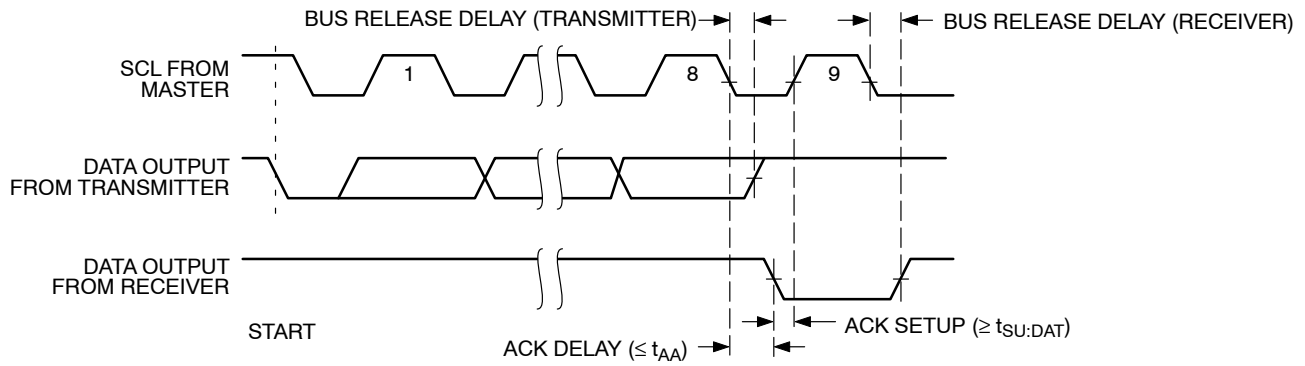 BUS RELEASE DELAY (TRANSMITTER)
BUS RELEASE DELAY (RECEIVER)
SCL FROM
MASTER
1
8
9
DATA OUTPUT
FROM TRANSMITTER
DATA OUTPUT
FROM RECEIVER
START
ACK SETUP (≥ tSU:DAT)
ACK DELAY (≤ tAA)